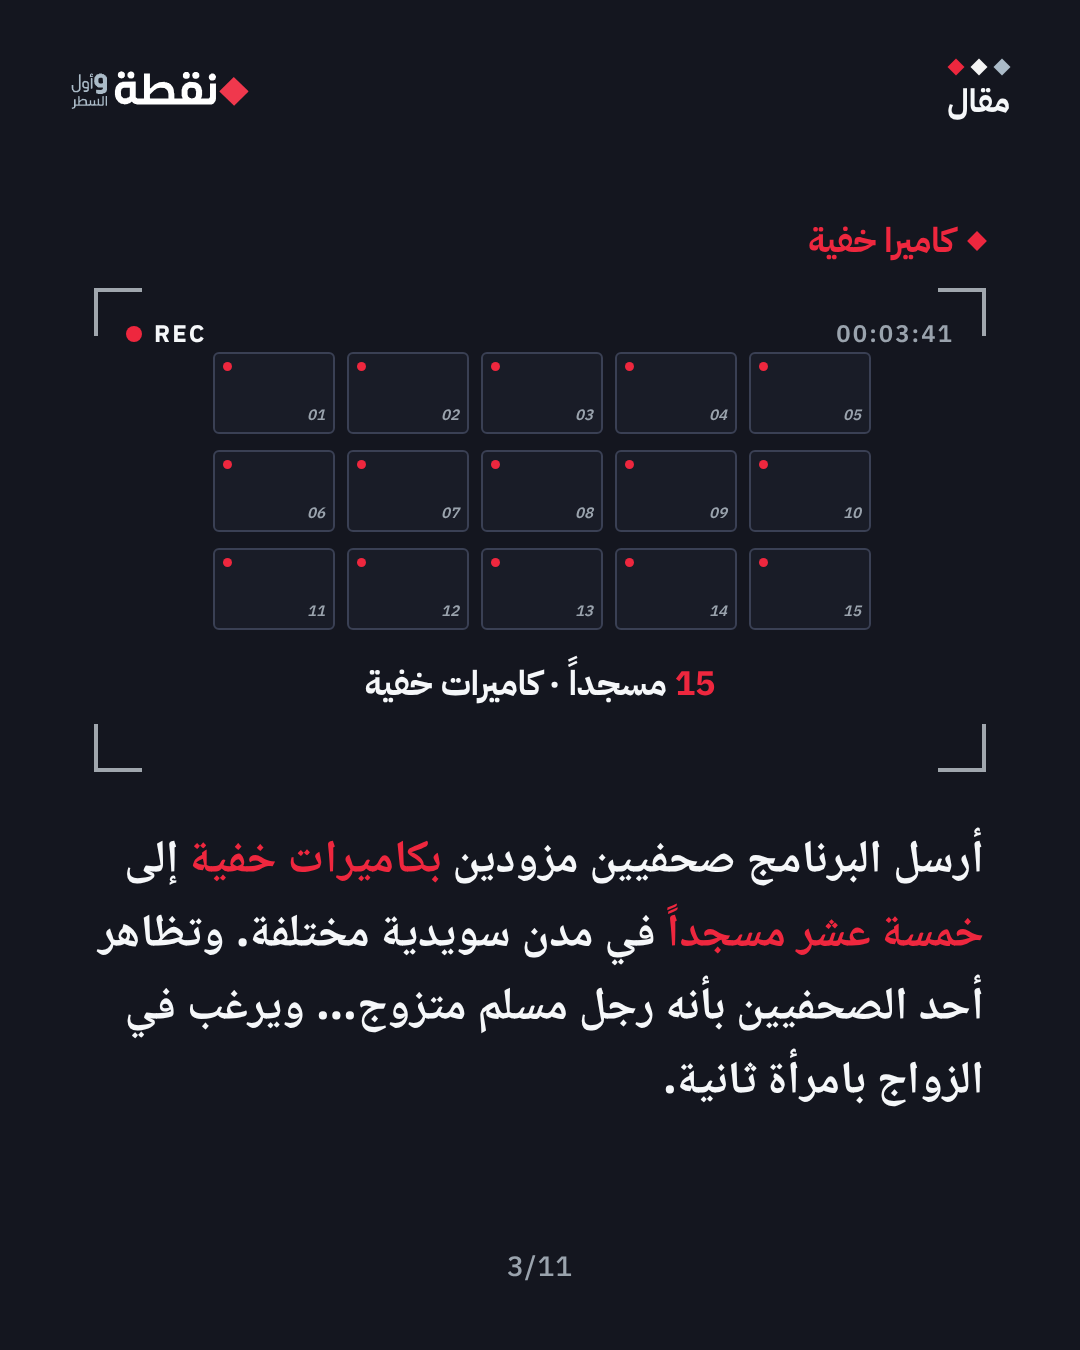 مقال
نقطة
وأول
السطر
كاميرا خفية
REC
00:03:41
01 02 03 04 05
06 07 08 09 10
11 12 13 14 15
15 مسجداً · كاميرات خفية
أرسل البرنامج صحفيين مزودين بكاميرات خفية إلى
خمسة عشر مسجداً في مدن سويدية مختلفة. وتظاهر
أحد الصحفيين بأنه رجل مسلم متزوج... ويرغب في
الزواج بامرأة ثانية.
3/11